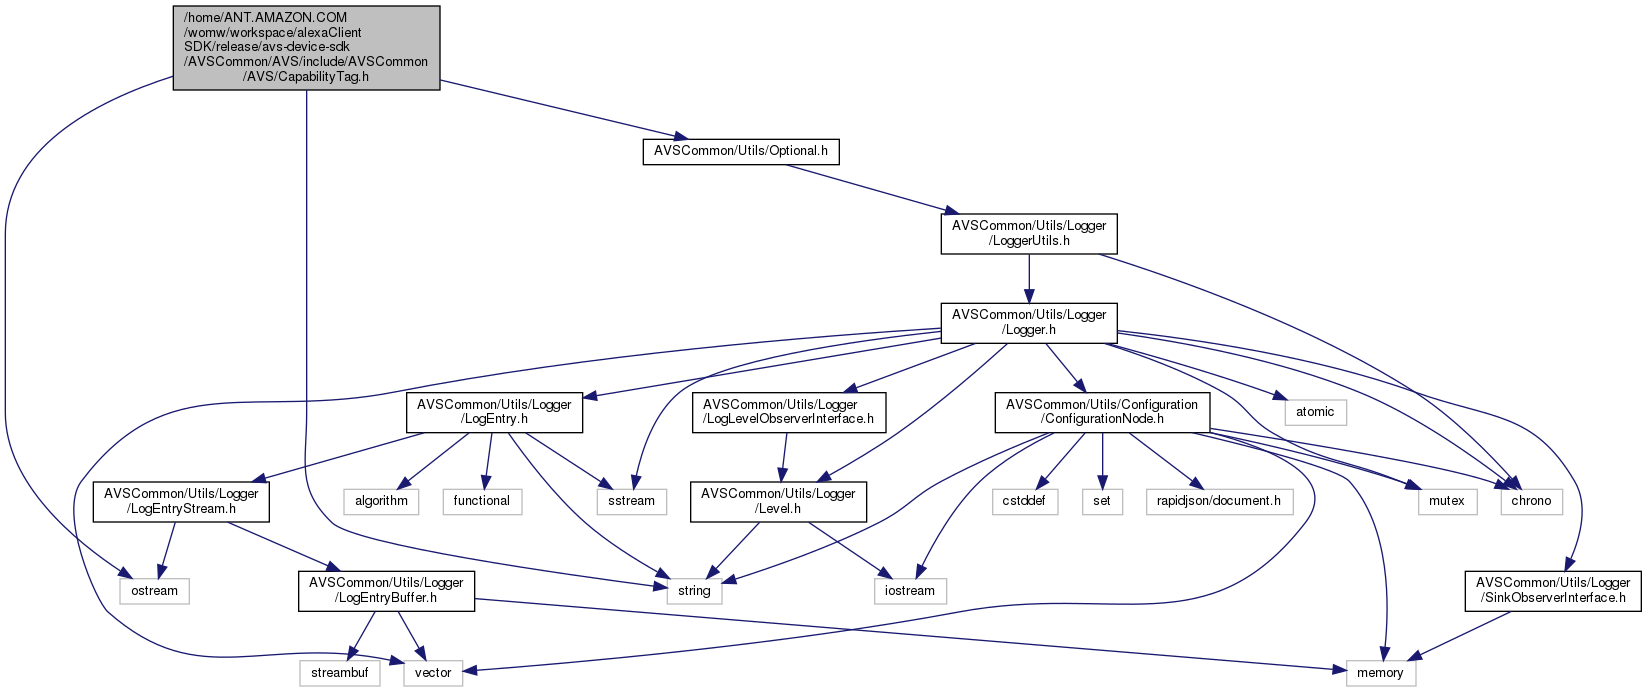 /home/ANT.AMAZON.COM
/womw/workspace/alexaClient
SDK/release/avs-device-sdk
/AVSCommon/AVS/include/AVSCommon
/AVS/CapabilityTag.h
AVSCommon/Utils/Optional.h
AVSCommon/Utils/Logger
/LoggerUtils.h
AVSCommon/Utils/Logger
/Logger.h
AVSCommon/Utils/Logger
/LogEntry.h
AVSCommon/Utils/Logger
/LogLevelObserverInterface.h
AVSCommon/Utils/Configuration
/ConfigurationNode.h
atomic
AVSCommon/Utils/Logger
/LogEntryStream.h
algorithm
functional
sstream
AVSCommon/Utils/Logger
/Level.h
cstddef
set
rapidjson/document.h
mutex
chrono
ostream
AVSCommon/Utils/Logger
/LogEntryBuffer.h
string
iostream
AVSCommon/Utils/Logger
/SinkObserverInterface.h
streambuf
vector
memory